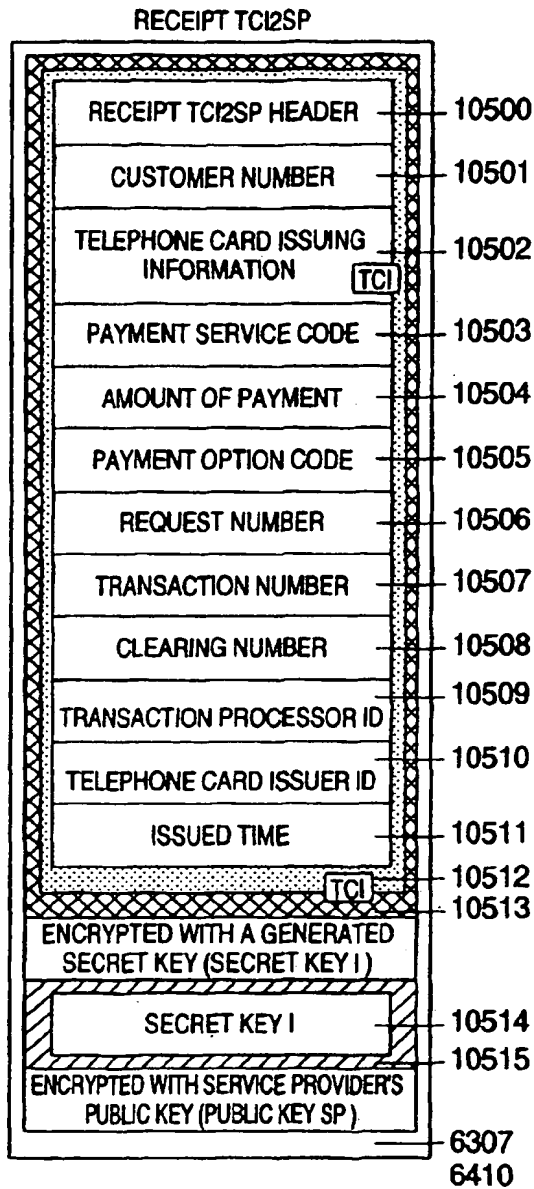 RECEIPT TCI2SP
RECEIPT TCI2SP HEADER 10500
CUSTOMER NUMBER 10501
TELEPHONE CARD ISSUING 10502
INFORMATION
TCI
PAYMENT SERVICE CODE 10503
AMOUNT OF PAYMENT 10504
PAYMENT OPTION CODE 10505
REQUEST NUMBER 10506
TRANSACTION NUMBER 10507
CLEARING NUMBER 10508
10509
TRANSACTION PROCESSOR ID
10510
TELEPHONE CARD ISSUER ID
ISSUED TIME 10511
10512
TCI
10513
ENCRYPTED WITH A GENERATED
SECRET KEY (SECRET KEY I)
SECRET KEY I 10514
10515
ENCRYPTED WITH SERVICE PROVIDER'S
PUBLIC KEY (PUBLIC KEY SP)
6307
6410